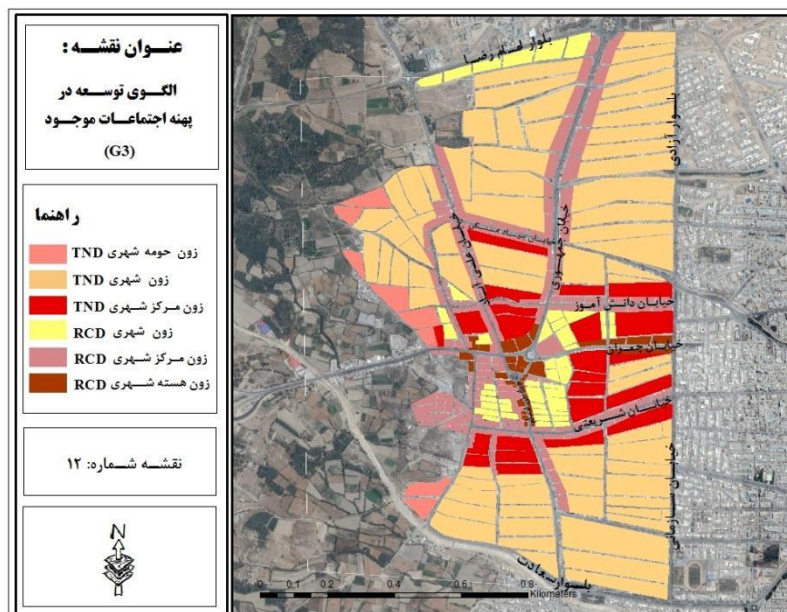 عنوان نقشه :
الگوی توسعه در
پهنه اجتماعات موجود
(G3)
راهنما
زون حومه شهری TND
زون شهری TND
زون مرکز شهری TND
زون شهری RCD
زون مرکز شهری RCD
زون هسته شهری RCD
نقشه شماره: ۱۲
N
بلوار امام رضا
بلوار آزادی
خیابان جمهوری
خیابان دانش آموز
خیابان چمران
خیابان شریعتی
خیابان سازمانی
بلوار سعادت
0 0.1 0.2 0.4 0.6 0.8
Kilometers